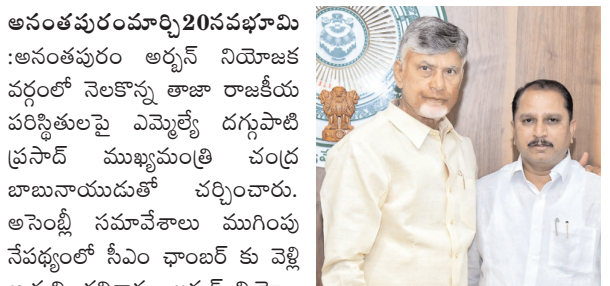 అనంతపురంమార్చి20నవభూమి
:అనంతపురం అర్బన్ నియోజక
వర్గంలో నెలకొన్న తాజా రాజకీయ
పరిస్థితులపై ఎమ్మెల్యే దగ్గుపాటి
ప్రసాద్ ముఖ్యమంత్రి చంద్ర
బాబునాయుడుతో చర్చించారు.
అసెంబ్లీ సమావేశాలు ముగింపు
నేపథ్యంలో సీఎం ఛాంబర్ కు వెళ్లి